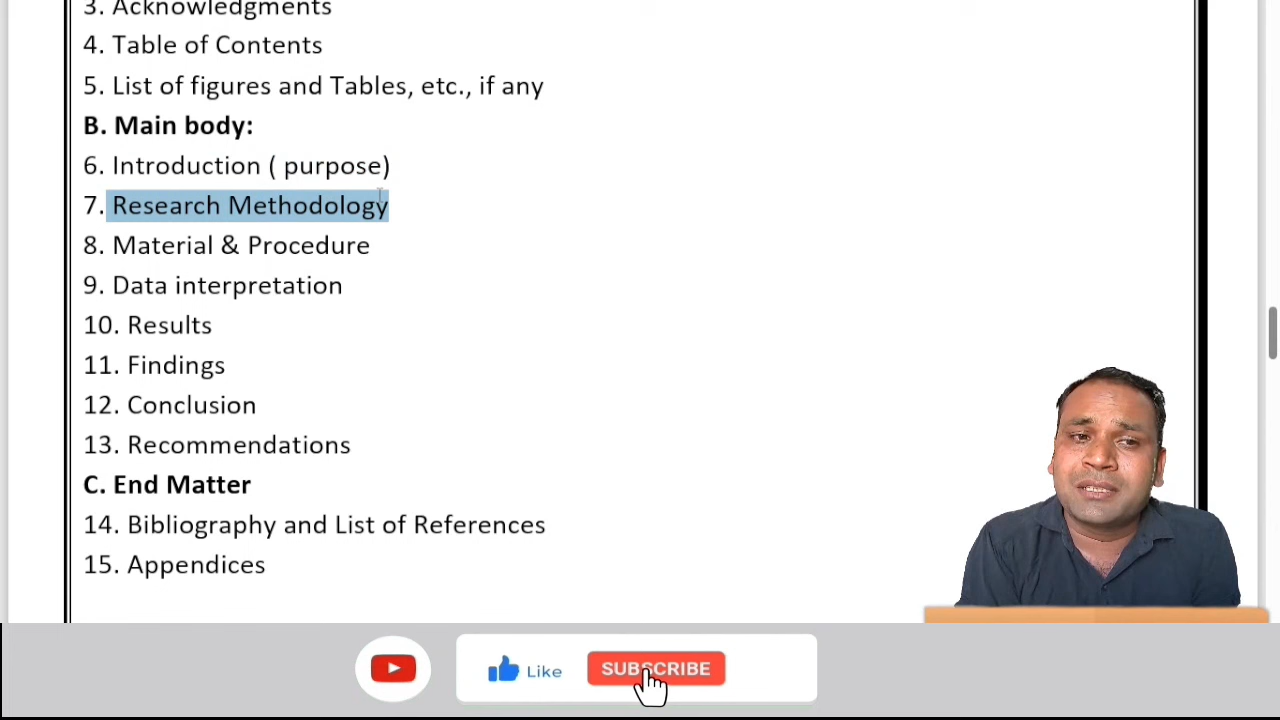 3. Acknowledgments
4. Table of Contents
5. List of figures and Tables, etc., if any
B. Main body:
6. Introduction ( purpose)
7. Research Methodology
8. Material & Procedure
9. Data interpretation
10. Results
11. Findings
12. Conclusion
13. Recommendations
C. End Matter
14. Bibliography and List of References
15. Appendices
Like
SUBSCRIBE